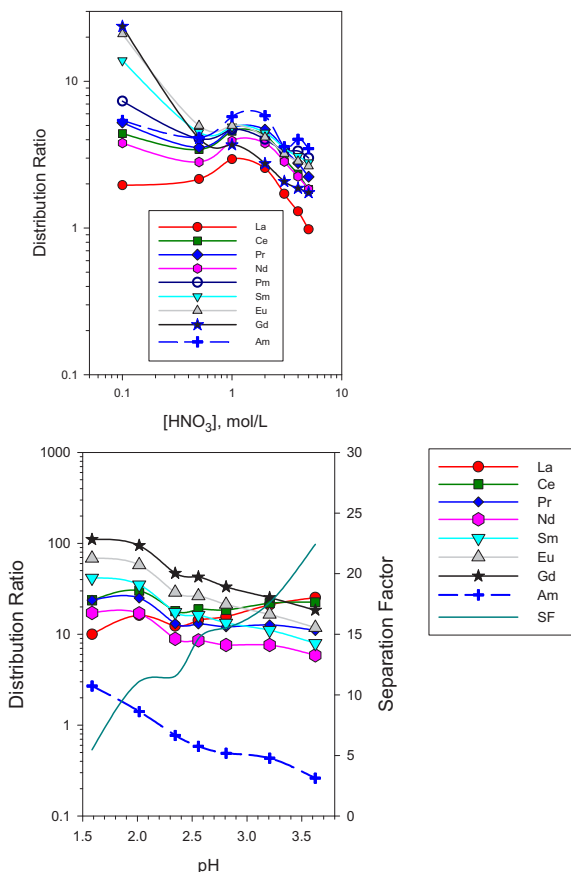 10
1
0.1
Distribution Ratio
La
Ce
Pr
Nd
Pm
Sm
Eu
Gd
Am
0.1 1 10
[HNO3], mol/L
1000
100
10
1
0.1
Distribution Ratio
30
25
20
15
10
5
0
Separation Factor
1.5 2.0 2.5 3.0 3.5
pH
La
Ce
Pr
Nd
Sm
Eu
Gd
Am
SF